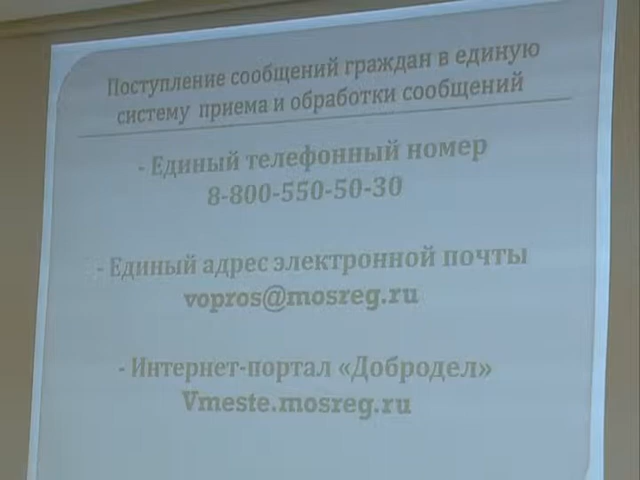 Поступление сообщений граждан в единую
систему приема и обработки сообщений
- Единый телефонный номер
8-800-550-50-30
- Единый адрес электронной почты
vopros@mosreg.ru
- Интернет-портал «Добродел»
Vmeste.mosreg.ru